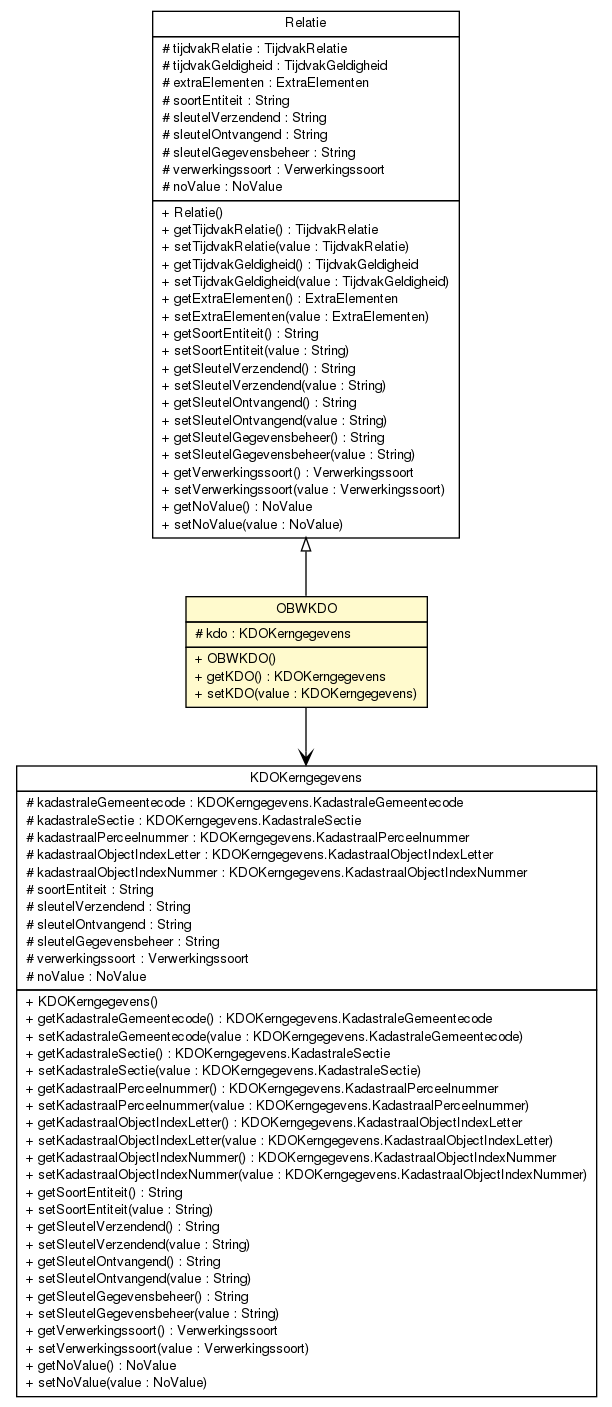 Relatie
# tijdvakRelatie : TijdvakRelatie
# tijdvakGeldigheid : TijdvakGeldigheid
# extraElementen : ExtraElementen
# soortEntiteit : String
# sleutelVerzendend : String
# sleutelOntvangend : String
# sleutelGegevensbeheer : String
# verwerkingssoort : Verwerkingssoort
# noValue : NoValue
+ Relatie()
+ getTijdvakRelatie() : TijdvakRelatie
+ setTijdvakRelatie(value : TijdvakRelatie)
+ getTijdvakGeldigheid() : TijdvakGeldigheid
+ setTijdvakGeldigheid(value : TijdvakGeldigheid)
+ getExtraElementen() : ExtraElementen
+ setExtraElementen(value : ExtraElementen)
+ getSoortEntiteit() : String
+ setSoortEntiteit(value : String)
+ getSleutelVerzendend() : String
+ setSleutelVerzendend(value : String)
+ getSleutelOntvangend() : String
+ setSleutelOntvangend(value : String)
+ getSleutelGegevensbeheer() : String
+ setSleutelGegevensbeheer(value : String)
+ getVerwerkingssoort() : Verwerkingssoort
+ setVerwerkingssoort(value : Verwerkingssoort)
+ getNoValue() : NoValue
+ setNoValue(value : NoValue)
OBWKDO
# kdo : KDOKerngegevens
+ OBWKDO()
+ getKDO() : KDOKerngegevens
+ setKDO(value : KDOKerngegevens)
KDOKerngegevens
# kadastraleGemeentecode : KDOKerngegevens.KadastraleGemeentecode
# kadastraleSectie : KDOKerngegevens.KadastraleSectie
# kadastraalPerceelnummer : KDOKerngegevens.KadastraalPerceelnummer
# kadastraalObjectIndexLetter : KDOKerngegevens.KadastraalObjectIndexLetter
# kadastraalObjectIndexNummer : KDOKerngegevens.KadastraalObjectIndexNummer
# soortEntiteit : String
# sleutelVerzendend : String
# sleutelOntvangend : String
# sleutelGegevensbeheer : String
# verwerkingssoort : Verwerkingssoort
# noValue : NoValue
+ KDOKerngegevens()
+ getKadastraleGemeentecode() : KDOKerngegevens.KadastraleGemeentecode
+ setKadastraleGemeentecode(value : KDOKerngegevens.KadastraleGemeentecode)
+ getKadastraleSectie() : KDOKerngegevens.KadastraleSectie
+ setKadastraleSectie(value : KDOKerngegevens.KadastraleSectie)
+ getKadastraalPerceelnummer() : KDOKerngegevens.KadastraalPerceelnummer
+ setKadastraalPerceelnummer(value : KDOKerngegevens.KadastraalPerceelnummer)
+ getKadastraalObjectIndexLetter() : KDOKerngegevens.KadastraalObjectIndexLetter
+ setKadastraalObjectIndexLetter(value : KDOKerngegevens.KadastraalObjectIndexLetter)
+ getKadastraalObjectIndexNummer() : KDOKerngegevens.KadastraalObjectIndexNummer
+ setKadastraalObjectIndexNummer(value : KDOKerngegevens.KadastraalObjectIndexNummer)
+ getSoortEntiteit() : String
+ setSoortEntiteit(value : String)
+ getSleutelVerzendend() : String
+ setSleutelVerzendend(value : String)
+ getSleutelOntvangend() : String
+ setSleutelOntvangend(value : String)
+ getSleutelGegevensbeheer() : String
+ setSleutelGegevensbeheer(value : String)
+ getVerwerkingssoort() : Verwerkingssoort
+ setVerwerkingssoort(value : Verwerkingssoort)
+ getNoValue() : NoValue
+ setNoValue(value : NoValue)